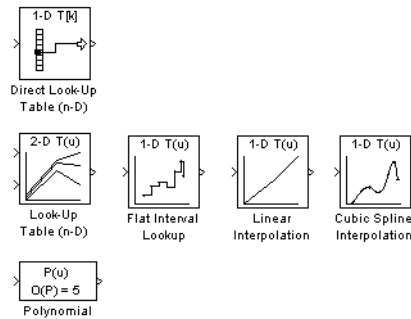 1-D T[k]
Direct Look-Up
Table (n-D)
2-D T(u)
Look-Up
Table (n-D)
1-D T(u)
Flat Interval
Lookup
1-D T(u)
Linear
Interpolation
1-D T(u)
Cubic Spline
Interpolation
P(u)
O(P) = 5
Polynomial